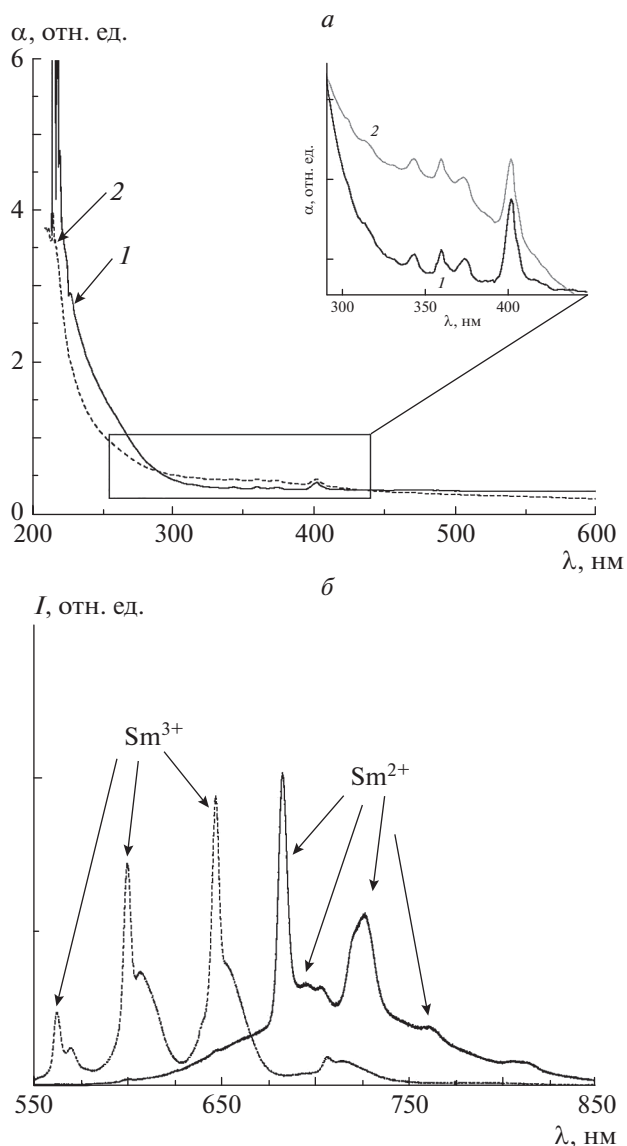 а
α, отн. ед.
6
4
2
0
2
1
200
300
400
500
600
λ, нм
α, отн. ед.
2
1
300
350
400
λ, нм
б
I, отн. ед.
Sm³⁺
Sm²⁺
550
650
750
850
λ, нм